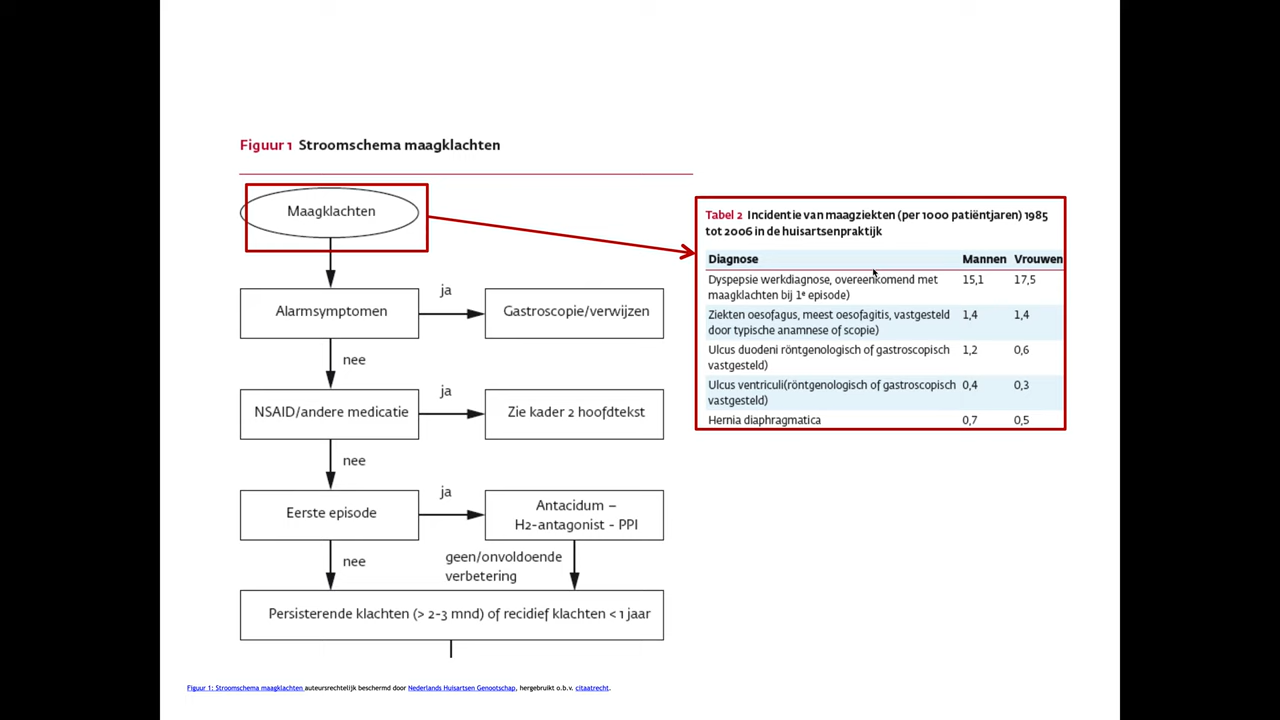 Figuur 1 Stroomschema maagklachten
Maagklachten
Alarmsymptomen
ja
Gastroscopie/verwijzen
nee
NSAID/andere medicatie
ja
Zie kader 2 hoofdtekst
nee
Eerste episode
ja
Antacidum –
H2-antagonist - PPI
nee
geen/onvoldoende
verbetering
Persisterende klachten (> 2-3 mnd) of recidief klachten < 1 jaar
Tabel 2 Incidentie van maagziekten (per 1000 patiëntjaren) 1985
tot 2006 in de huisartsenpraktijk
Diagnose Mannen Vrouwen
Dyspepsie werkdiagnose, overeenkomend met 15,1 17,5
maagklachten bij 1e episode)
Ziekten oesofagus, meest oesofagitis, vastgesteld 1,4 1,4
door typische anamnese of scopie)
Ulcus duodeni röntgenologisch of gastroscopisch 1,2 0,6
vastgesteld)
Ulcus ventriculi(röntgenologisch of gastroscopisch 0,4 0,3
vastgesteld)
Hernia diaphragmatica 0,7 0,5
Figuur 1: Stroomschema maagklachten auteursrechtelijk beschermd door Nederlands Huisartsen Genootschap, hergebruikt o.b.v. citaatrecht.